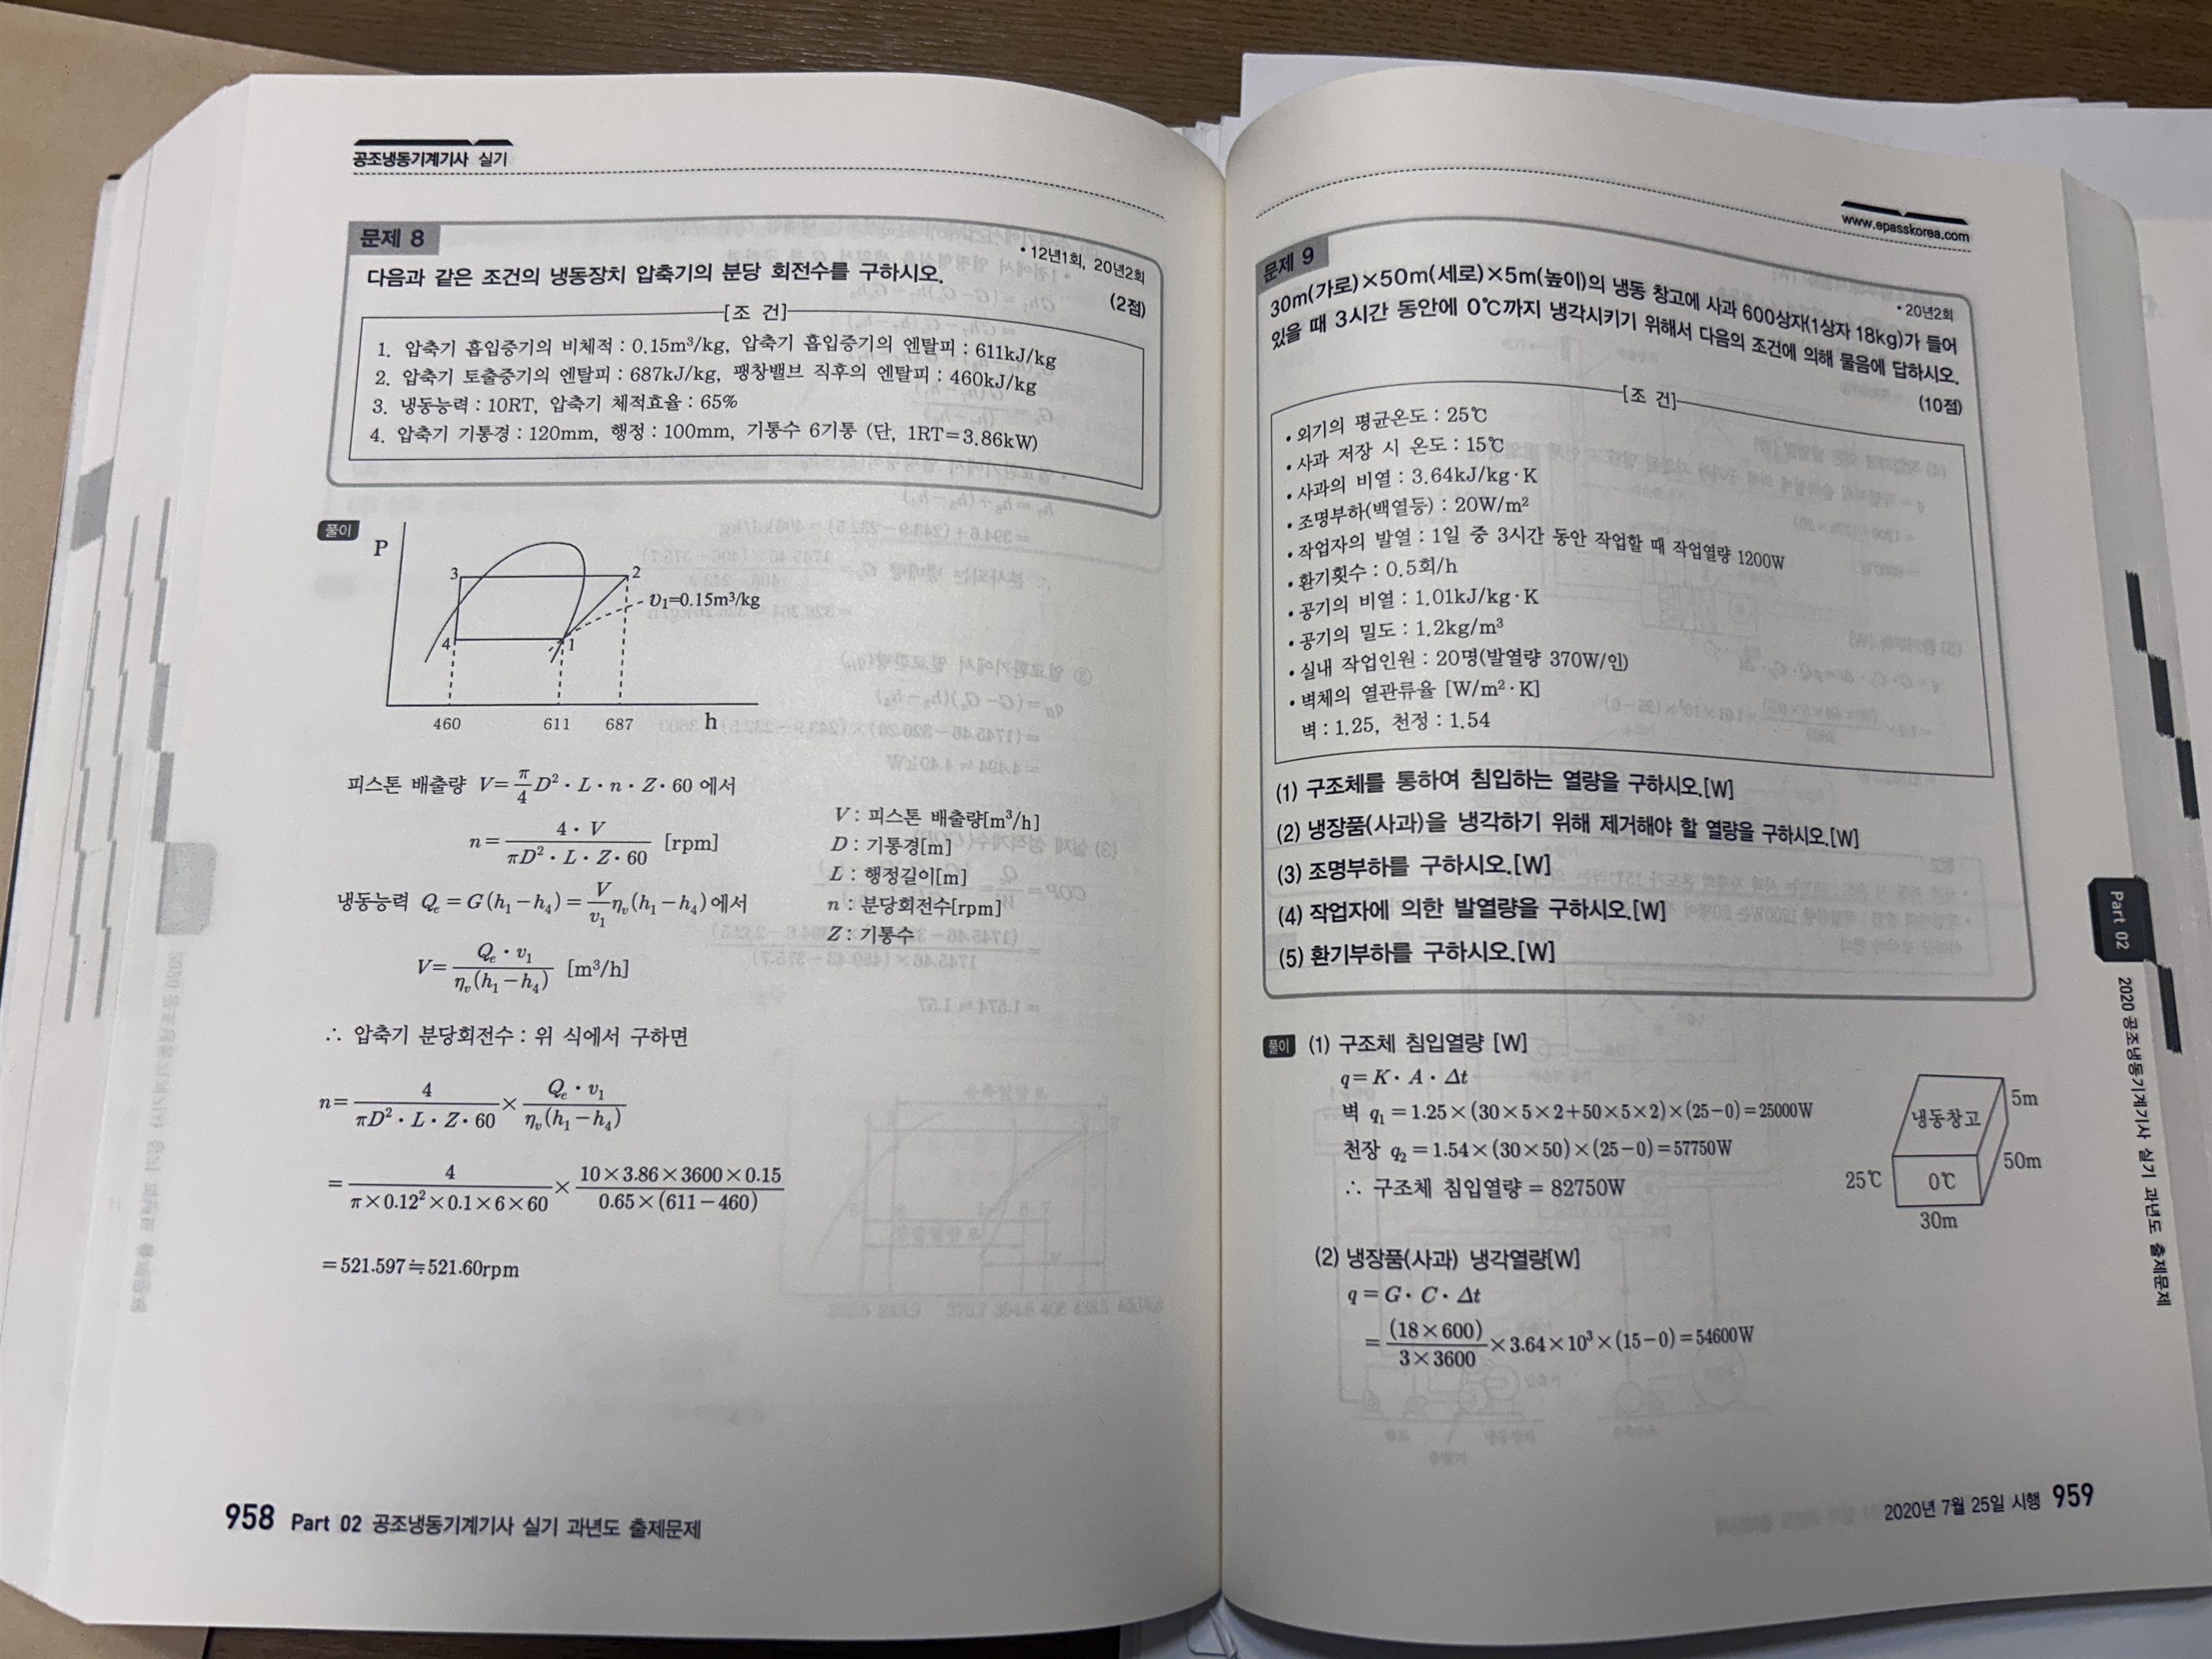 공조냉동기계기사 실기
문제 8
• 12년1회, 20년2회
다음과 같은 조건의 냉동장치 압축기의 분당 회전수를 구하시오.
(2점)
[조 건]
1. 압축기 흡입증기의 비체적 : 0.15m³/kg, 압축기 흡입증기의 엔탈피 : 611kJ/kg
2. 압축기 토출증기의 엔탈피 : 687kJ/kg, 팽창밸브 직후의 엔탈피 : 460kJ/kg
3. 냉동능력 : 10RT, 압축기 체적효율 : 65%
4. 압축기 기통경 : 120mm, 행정 : 100mm, 기통수 6기통 (단, 1RT=3.86kW)
풀이
P
3
2
v₁=0.15m³/kg
4
1
460
611
687
h
피스톤 배출량 V=π/4 D²·L·n·Z·60 에서
n= 4·V / πD²·L·Z·60 [rpm]
냉동능력 Qₑ=G(h₁−h₄)=V/v₁ ηᵥ(h₁−h₄)에서
V= Qₑ·v₁ / ηᵥ(h₁−h₄) [m³/h]
V : 피스톤 배출량[m³/h]
D : 기통경[m]
L : 행정길이[m]
n : 분당회전수[rpm]
Z : 기통수
∴ 압축기 분당회전수 : 위 식에서 구하면
n= 4 / πD²·L·Z·60 × Qₑ·v₁ / ηᵥ(h₁−h₄)
= 4 / π×0.12²×0.1×6×60 × 10×3.86×3600×0.15 / 0.65×(611−460)
=521.597≒521.60rpm
958 Part 02 공조냉동기계기사 실기 과년도 출제문제
www.epasskorea.com
문제 9
• 20년2회
30m(가로)×50m(세로)×5m(높이)의 냉동 창고에 사과 600상자(1상자 18kg)가 들어
있을 때 3시간 동안에 0℃까지 냉각시키기 위해서 다음의 조건에 의해 물음에 답하시오.
(10점)
[조 건]
• 외기의 평균온도 : 25℃
• 사과 저장 시 온도 : 15℃
• 사과의 비열 : 3.64kJ/kg·K
• 조명부하(백열등) : 20W/m²
• 작업자의 발열 : 1일 중 3시간 동안 작업할 때 작업열량 1200W
• 환기횟수 : 0.5회/h
• 공기의 비열 : 1.01kJ/kg·K
• 공기의 밀도 : 1.2kg/m³
• 실내 작업인원 : 20명(발열량 370W/인)
• 벽체의 열관류율 [W/m²·K]
벽 : 1.25, 천정 : 1.54
(1) 구조체를 통하여 침입하는 열량을 구하시오.[W]
(2) 냉장품(사과)을 냉각하기 위해 제거해야 할 열량을 구하시오.[W]
(3) 조명부하를 구하시오.[W]
(4) 작업자에 의한 발열량을 구하시오.[W]
(5) 환기부하를 구하시오.[W]
풀이 (1) 구조체 침입열량 [W]
q=K·A·Δt
벽 q₁=1.25×(30×5×2+50×5×2)×(25−0)=25000W
천장 q₂=1.54×(30×50)×(25−0)=57750W
∴ 구조체 침입열량 = 82750W
냉동창고
5m
50m
25℃
0℃
30m
(2) 냉장품(사과) 냉각열량[W]
q=G·C·Δt
= (18×600) / 3×3600 ×3.64×10³×(15−0)=54600W
Part 02
2020 공조냉동기계기사 실기 과년도 출제문제
2020년 7월 25일 시행 959